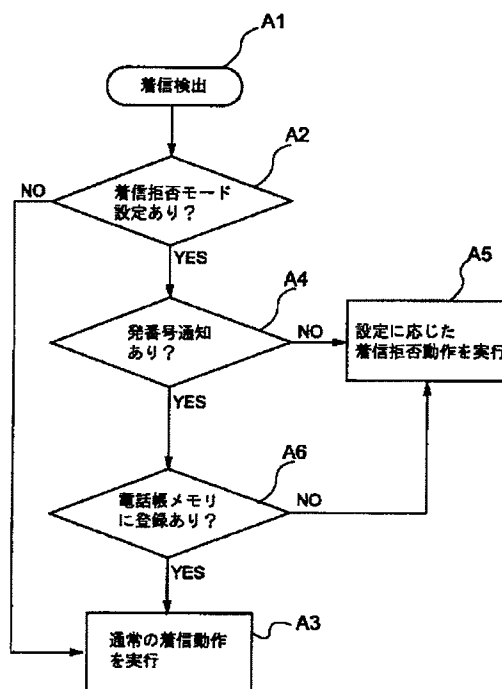 A1
着信検出
A2
NO
着信拒否モード
設定あり？
YES
A4
A5
発番号通知
あり？
NO
設定に応じた
着信拒否動作を実行
YES
A6
電話帳メモリ
に登録あり？
NO
YES
A3
通常の着信動作
を実行